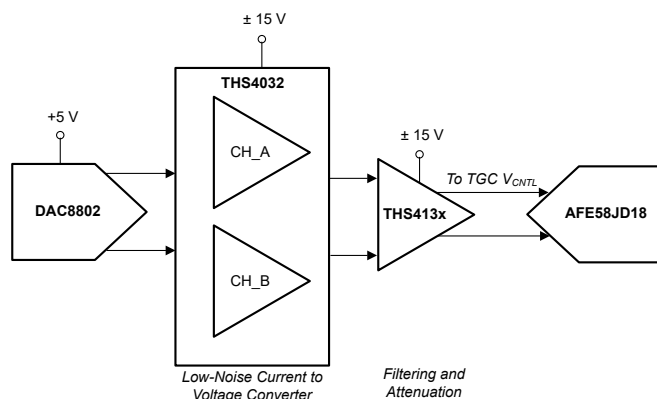 ± 15 V
THS4032
+5 V
CH_A
± 15 V
To TGC VCNTL
DAC8802
THS413x
AFE58JD18
CH_B
Low-Noise Current to
Voltage Converter
Filtering and
Attenuation